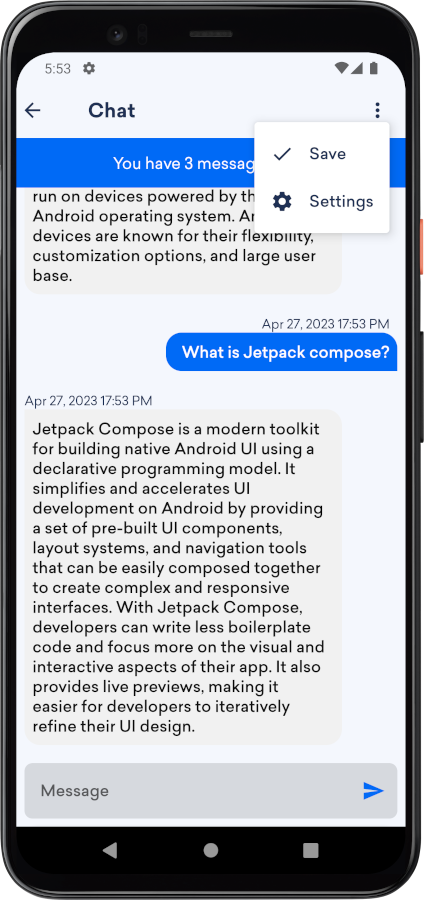 5:53
Chat
Save
You have 3 messag
Settings
run on devices powered by th
Android operating system. An
devices are known for their flexibility,
customization options, and large user
base.
Apr 27, 2023 17:53 PM
What is Jetpack compose?
Apr 27, 2023 17:53 PM
Jetpack Compose is a modern toolkit
for building native Android UI using a
declarative programming model. It
simplifies and accelerates UI
development on Android by providing
a set of pre-built UI components,
layout systems, and navigation tools
that can be easily composed together
to create complex and responsive
interfaces. With Jetpack Compose,
developers can write less boilerplate
code and focus more on the visual and
interactive aspects of their app. It also
provides live previews, making it
easier for developers to iteratively
refine their UI design.
Message